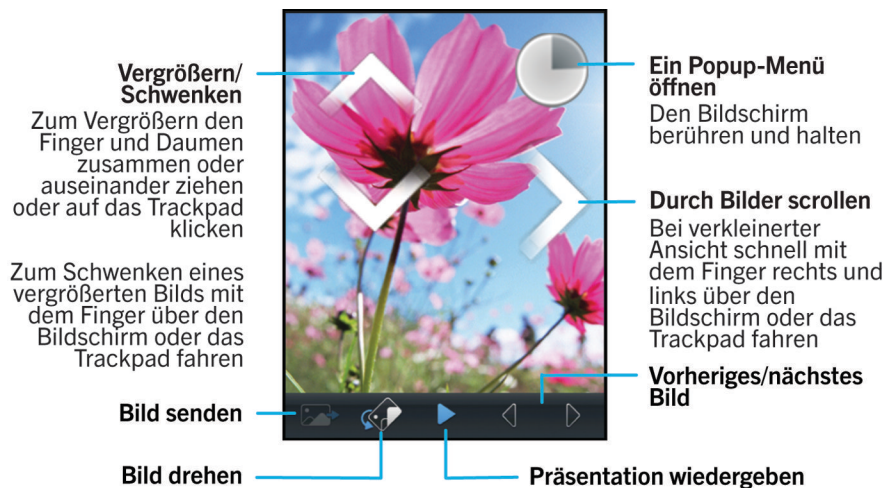 Vergrößern/
Schwenken
Zum Vergrößern den
Finger und Daumen
zusammen oder
auseinander ziehen
oder auf das Trackpad
klicken
Zum Schwenken eines
vergrößerten Bilds mit
dem Finger über den
Bildschirm oder das
Trackpad fahren
Bild senden
Bild drehen
Ein Popup-Menü
öffnen
Den Bildschirm
berühren und halten
Durch Bilder scrollen
Bei verkleinerter
Ansicht schnell mit
dem Finger rechts und
links über den
Bildschirm oder das
Trackpad fahren
Vorheriges/nächstes
Bild
Präsentation wiedergeben